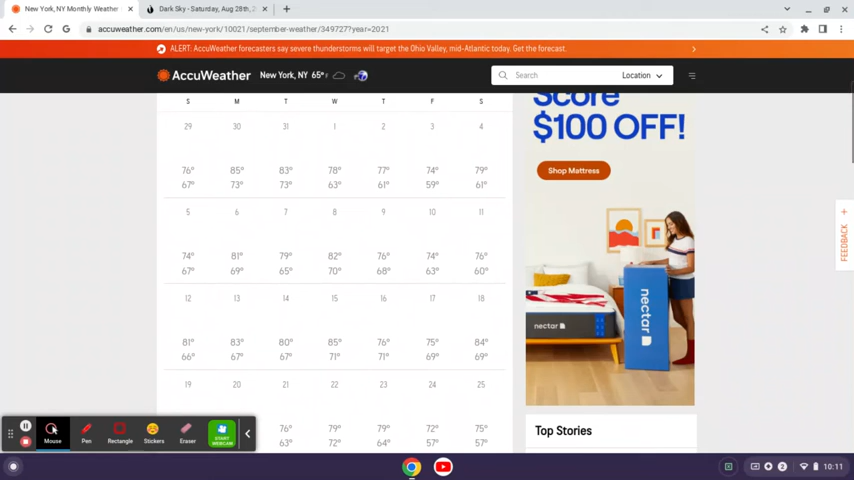 New York, NY Monthly Weather
Dark Sky - Saturday, Aug 28th, 2
accuweather.com/en/us/new-york/10021/september-weather/349727?year=2021
ALERT: AccuWeather forecasters say severe thunderstorms will target the Ohio Valley, mid-Atlantic today. Get the forecast.
AccuWeather New York, NY 65°F Search Location
S M T W T F S
29 30 31 1 2 3 4
76° 85° 83° 78° 77° 74° 79°
67° 73° 73° 63° 61° 59° 61°
5 6 7 8 9 10 11
74° 81° 79° 82° 76° 74° 76°
67° 69° 65° 70° 68° 63° 60°
12 13 14 15 16 17 18
81° 83° 80° 85° 76° 75° 84°
66° 67° 67° 71° 71° 69° 69°
19 20 21 22 23 24 25
76° 79° 79° 72° 75°
63° 72° 64° 57° 57°
Score
$100 OFF!
Shop Mattress
nectar
nectar
Top Stories
FEEDBACK
Mouse Pen Rectangle Stickers Eraser START WEBCAM
2 10:11